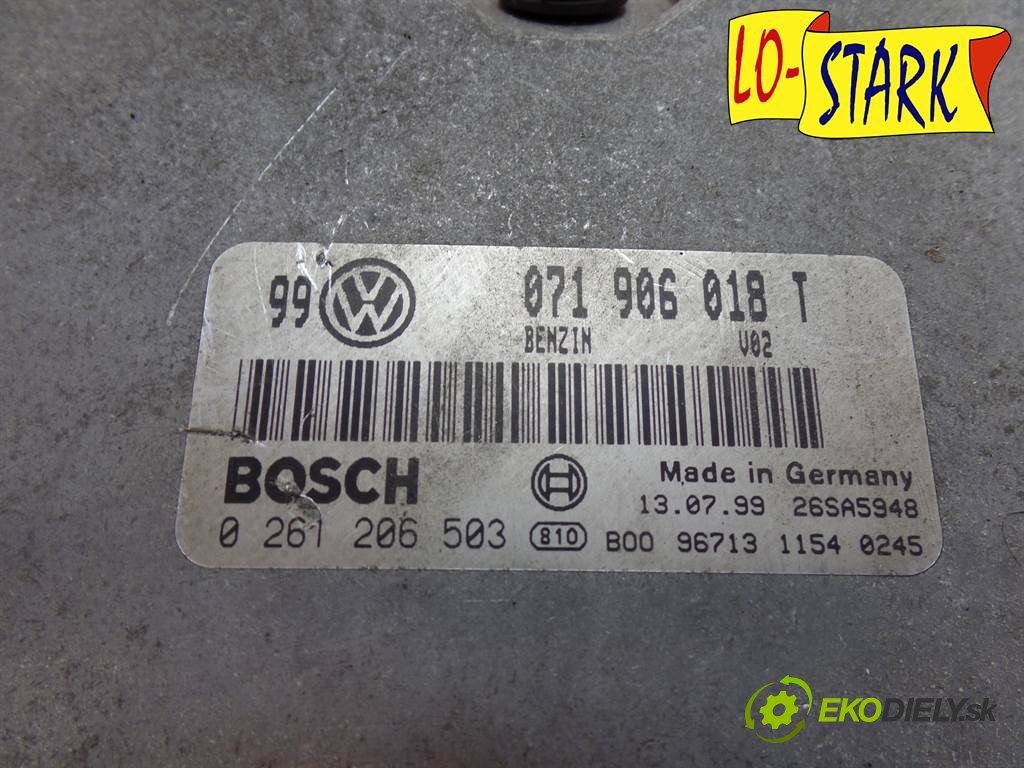 LO-STARK
99 VW 071 906 018 T
BENZIN V02
BOSCH
Made in Germany
13.07.99 26SA5948
0 261 206 503 810 B00 96713 1154 0245
EKODIELY.sk